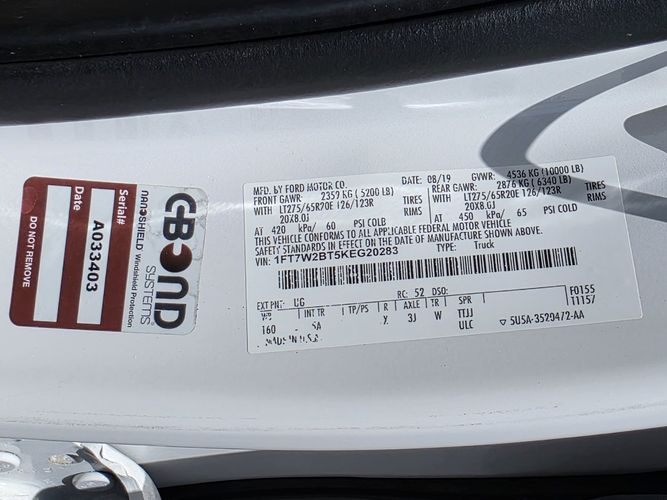 C-BOND
SYSTEMS
NANOSHIELD Windshield Protection
Serial#
A033403
DO NOT REMOVE
MFD. BY FORD MOTOR CO.
DATE: 08/19 GVWR: 4536 KG (10000 LB)
FRONT GAWR: 2359 KG (5200 LB) REAR GAWR: 2876 KG (6340 LB)
WITH LT275/65R20E 126/123R TIRES WITH LT275/65R20E 126/123R TIRES
20X8.0J RIMS 20X8.0J RIMS
AT 420 kPa/ 60 PSI COLD AT 450 kPa/ 65 PSI COLD
THIS VEHICLE CONFORMS TO ALL APPLICABLE FEDERAL MOTOR VEHICLE
SAFETY STANDARDS IN EFFECT ON THE DATE OF MANUFACTURE SHOWN ABOVE.
VIN: 1FT7W2BT5KEG20283
TYPE: Truck
EXT PNT: UG RC: 52 DSO: F0155
WB INT TR TP/PS R AXLE TR SPR 11157
160 3J W TTJJ
ULC 5U5A-3529472-AA
MADE IN U.S.A.